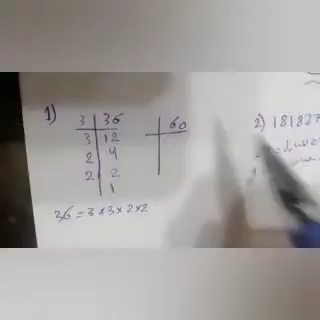 1)
3 | 36
3 | 12
2 | 4
2 | 2
| 1
36 = 3 x 3 x 2 x 2
| 60
2) 181827